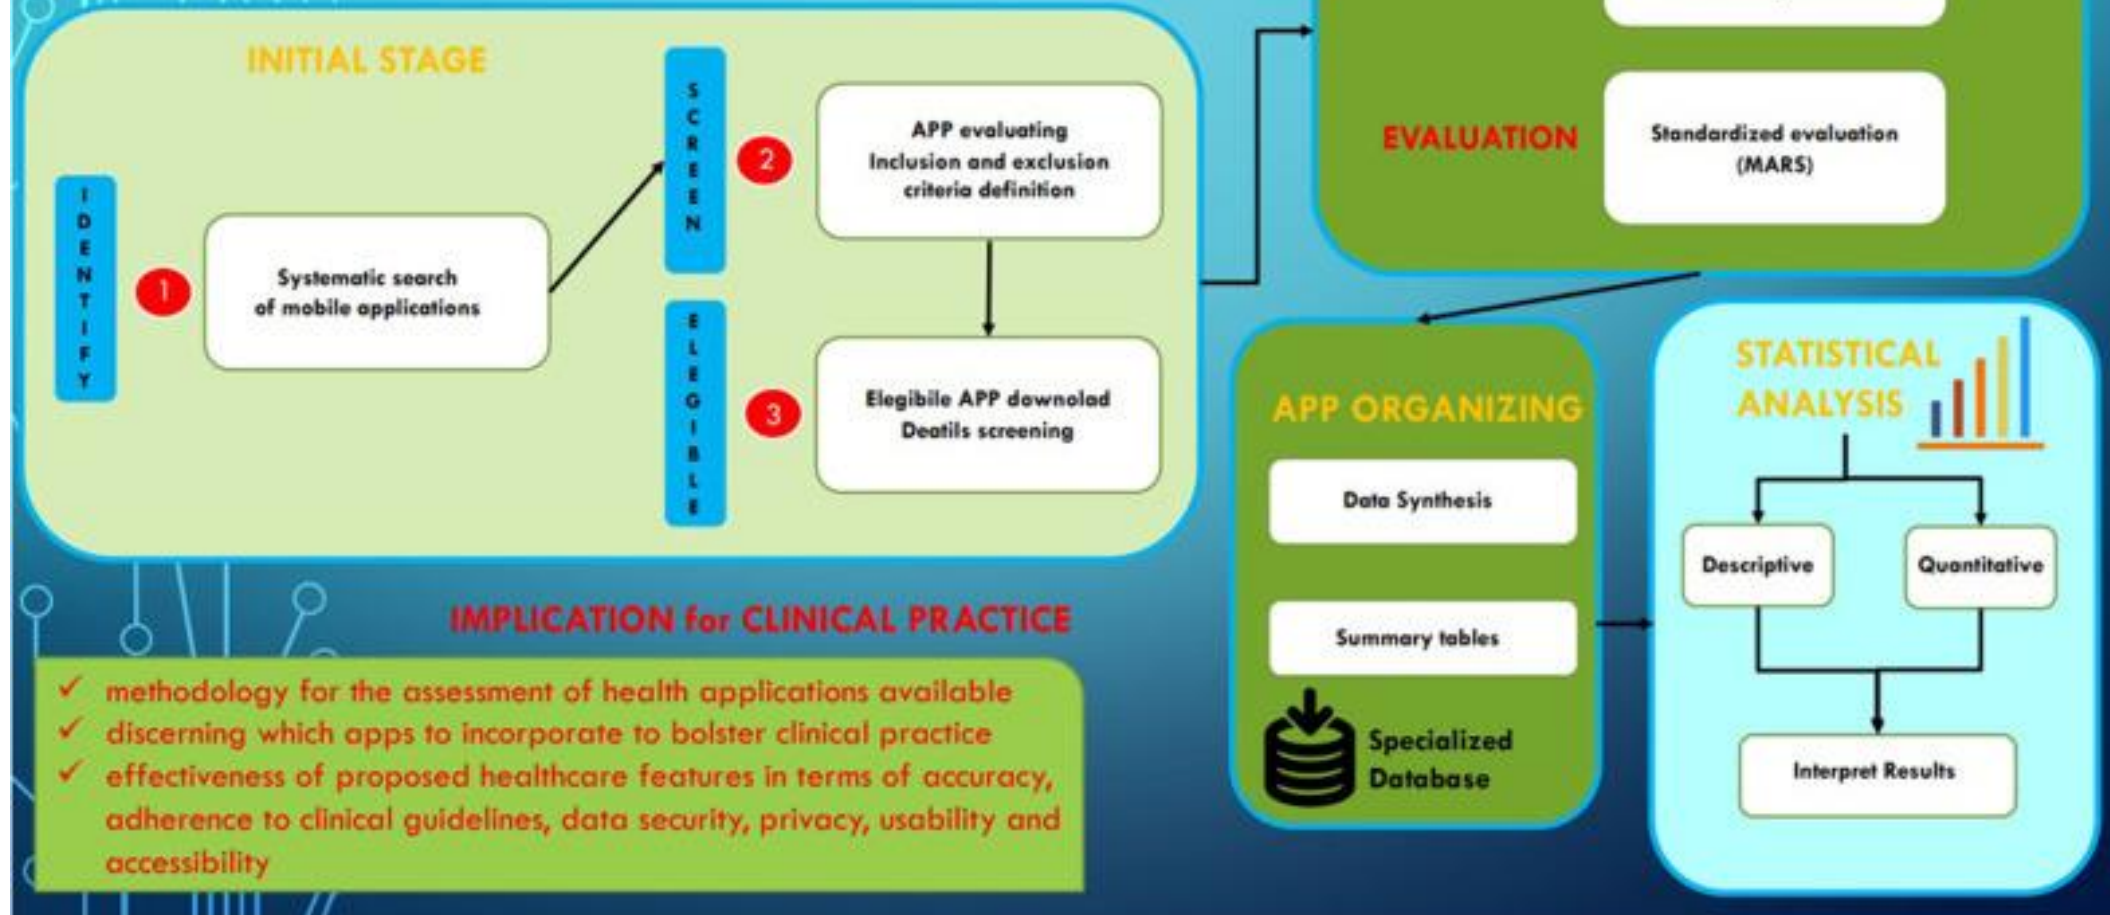 INITIAL STAGE
IDENTIFY
1
Systematic search
of mobile applications
SCREEN
2
APP evaluating
Inclusion and exclusion
criteria definition
ELEGIBLE
3
Elegibile APP downolad
Deatils screening
EVALUATION
Standardized evaluation
(MARS)
APP ORGANIZING
Data Synthesis
Summary tables
Specialized
Database
STATISTICAL
ANALYSIS
Descriptive
Quantitative
Interpret Results
IMPLICATION for CLINICAL PRACTICE
✓ methodology for the assessment of health applications available
✓ discerning which apps to incorporate to bolster clinical practice
✓ effectiveness of proposed healthcare features in terms of accuracy,
adherence to clinical guidelines, data security, privacy, usability and
accessibility